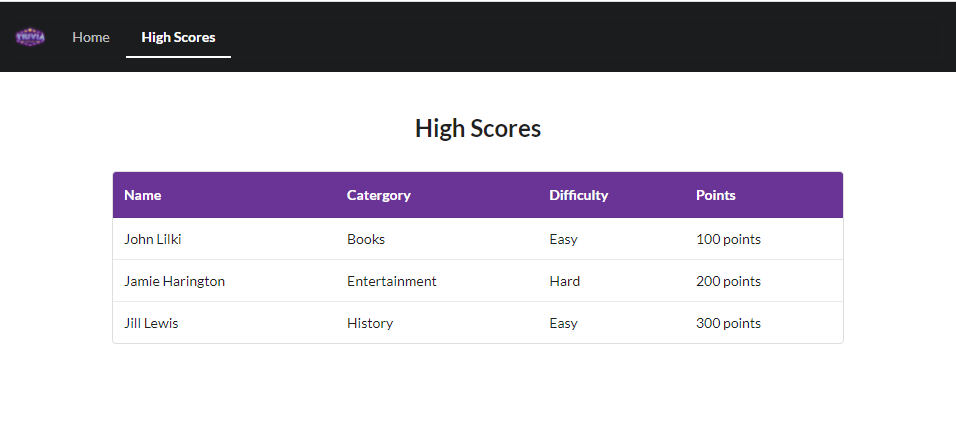 TRIVIA Home High Scores
High Scores
Name Catergory Difficulty Points
John Lilki Books Easy 100 points
Jamie Harington Entertainment Hard 200 points
Jill Lewis History Easy 300 points